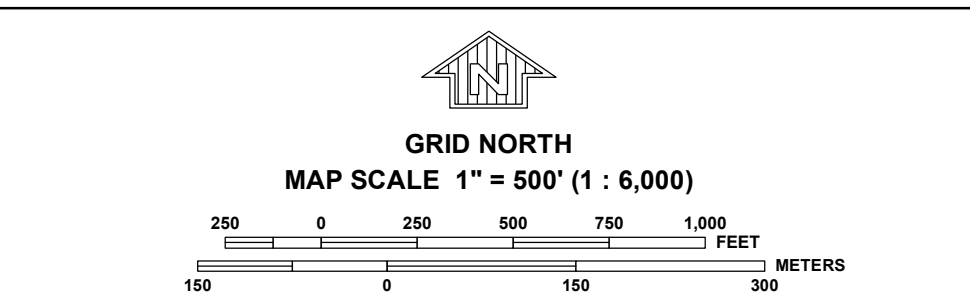 N
GRID NORTH
MAP SCALE 1" = 500' (1 : 6,000)
250 0 250 500 750 1,000
FEET
METERS
150 0 150 300